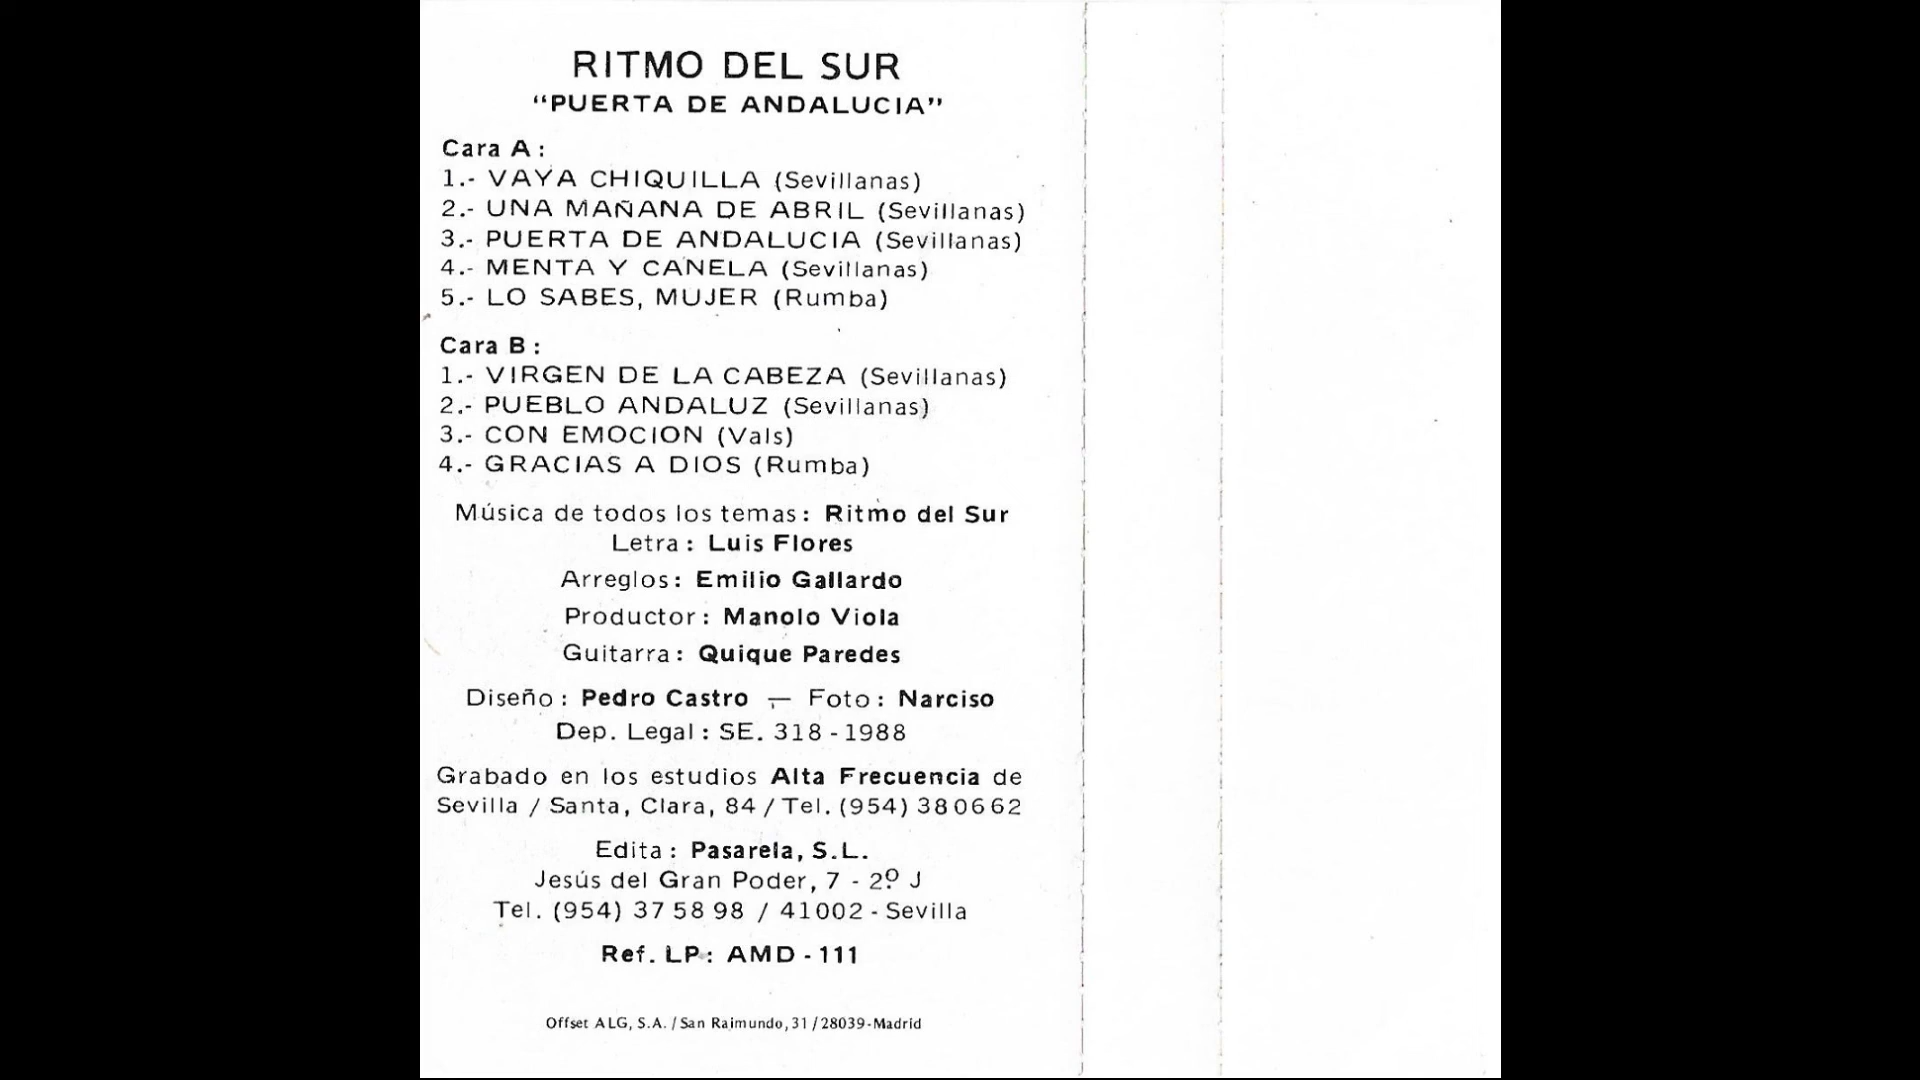 RITMO DEL SUR
“PUERTA DE ANDALUCIA”
Cara A :
1.- VAYA CHIQUILLA (Sevillanas)
2.- UNA MAÑANA DE ABRIL (Sevillanas)
3.- PUERTA DE ANDALUCIA (Sevillanas)
4.- MENTA Y CANELA (Sevillanas)
5.- LO SABES, MUJER (Rumba)
Cara B :
1.- VIRGEN DE LA CABEZA (Sevillanas)
2.- PUEBLO ANDALUZ (Sevillanas)
3.- CON EMOCION (Vals)
4.- GRACIAS A DIOS (Rumba)
Música de todos los temas : Ritmo del Sur
Letra : Luis Flores
Arreglos : Emilio Gallardo
Productor : Manolo Viola
Guitarra : Quique Paredes
Diseño : Pedro Castro — Foto : Narciso
Dep. Legal : SE. 318 - 1988
Grabado en los estudios Alta Frecuencia de
Sevilla / Santa, Clara, 84 / Tel. (954) 38 06 62
Edita : Pasarela, S.L.
Jesús del Gran Poder, 7 - 2º J
Tel. (954) 37 58 98 / 41002 - Sevilla
Ref. LP : AMD - 111
Offset ALG, S.A. / San Raimundo, 31 / 28039 - Madrid